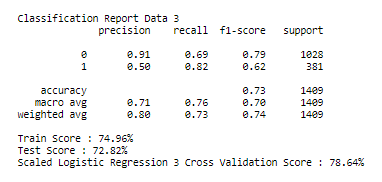 Classification Report Data 3
precision recall f1-score support
0 0.91 0.69 0.79 1028
1 0.50 0.82 0.62 381
accuracy 0.73 1409
macro avg 0.71 0.76 0.70 1409
weighted avg 0.80 0.73 0.74 1409
Train Score : 74.96%
Test Score : 72.82%
Scaled Logistic Regression 3 Cross Validation Score : 78.64%